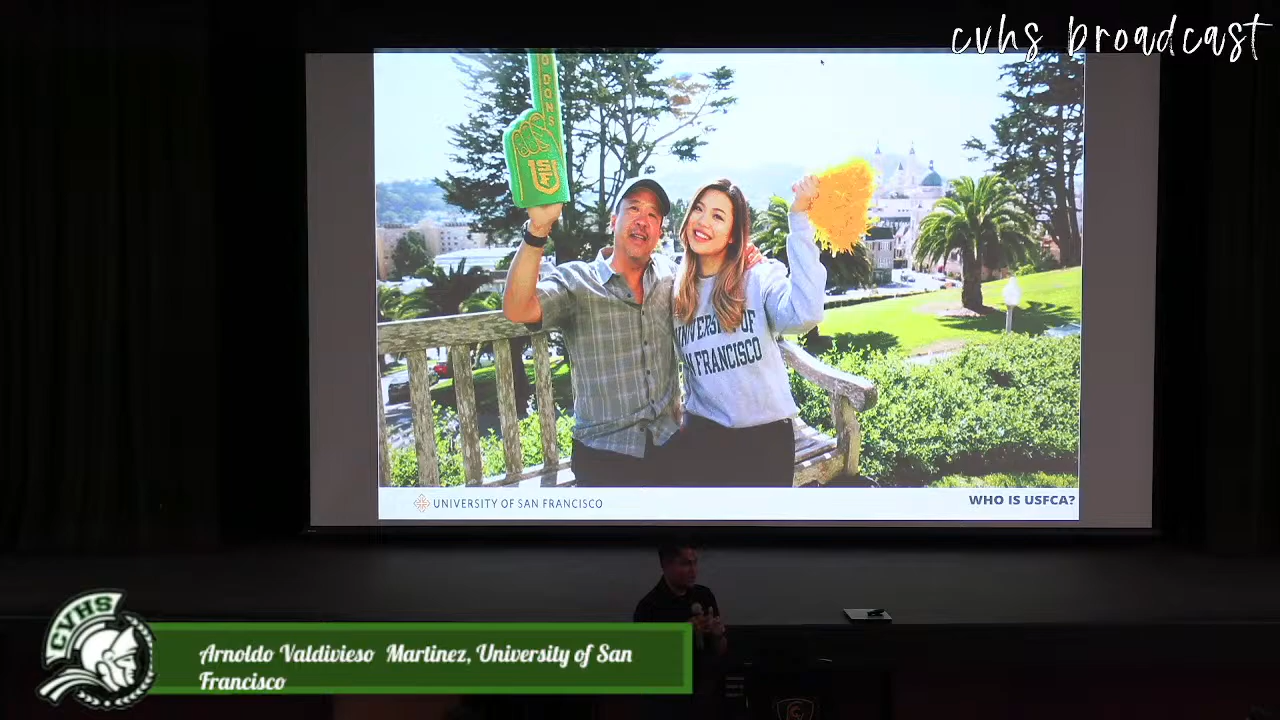 cvhs broadcast
O DONS
USF
UNIVERSITY OF
SAN FRANCISCO
UNIVERSITY OF SAN FRANCISCO
WHO IS USFCA?
CVHS
Arnoldo Valdivieso Martinez, University of San
Francisco